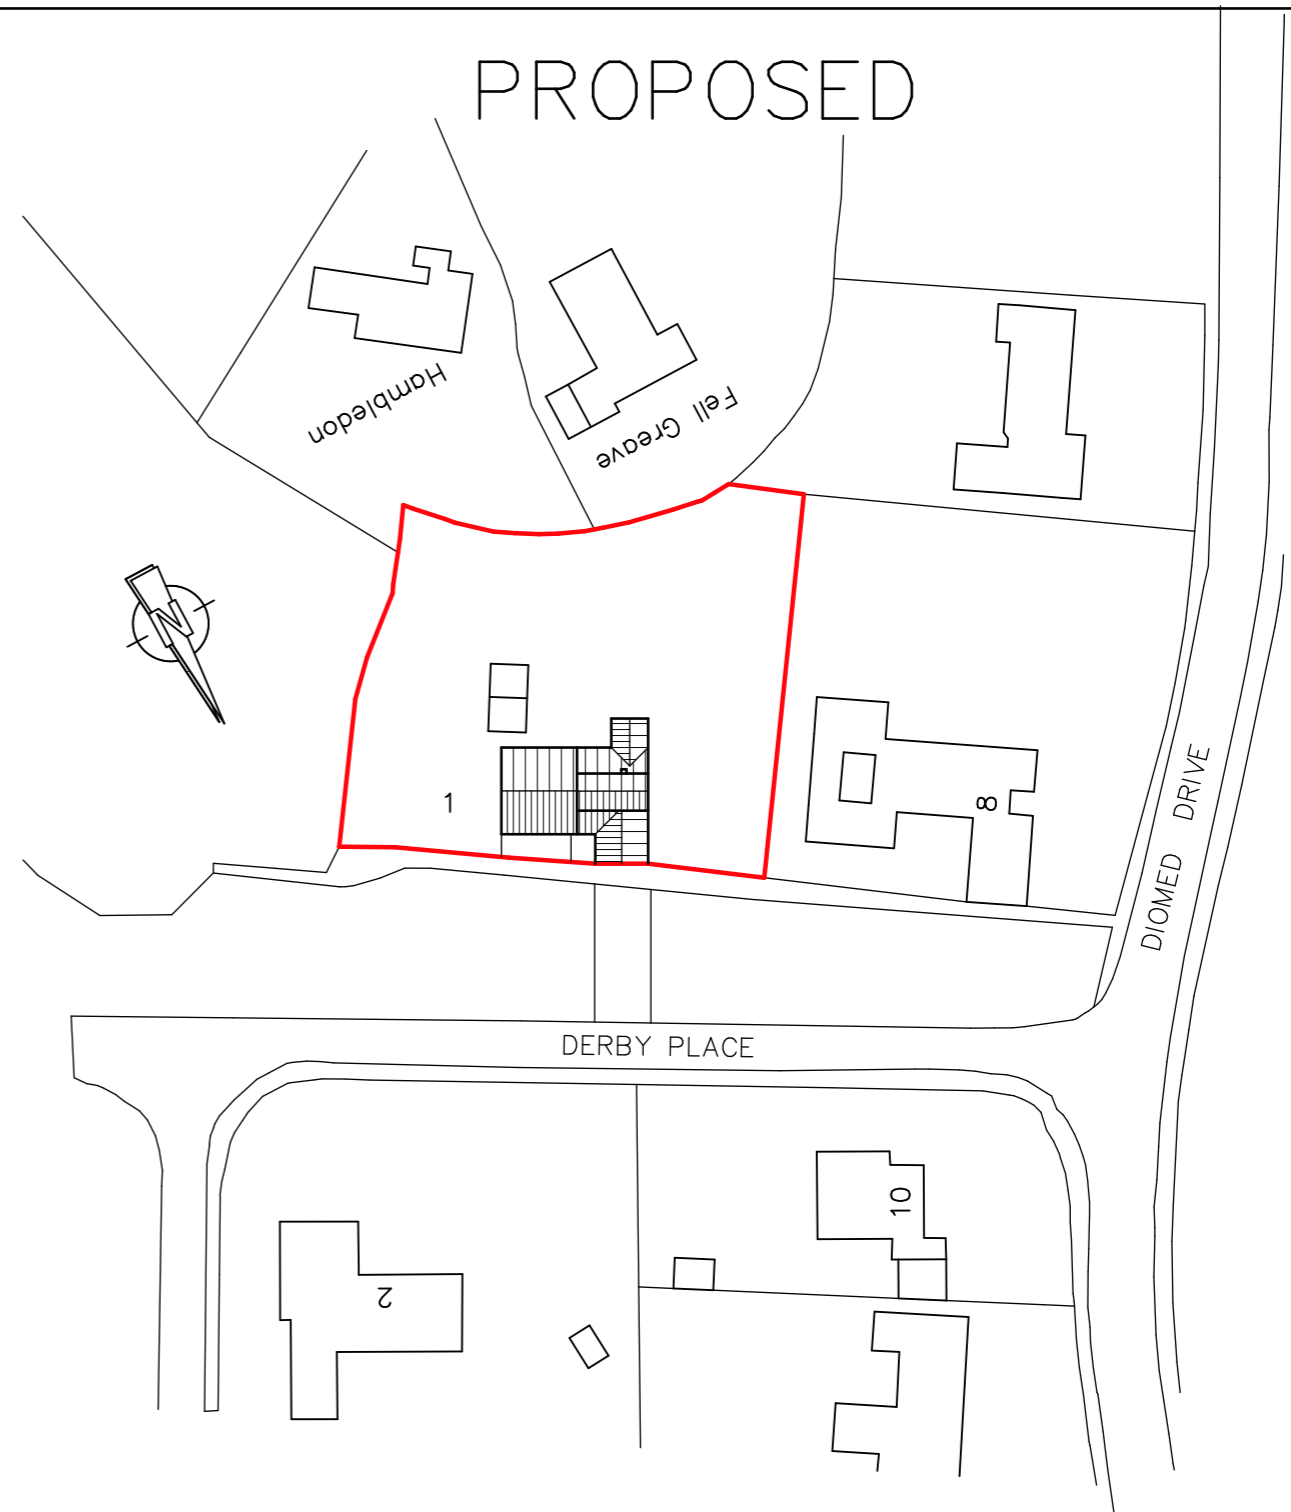 PROPOSED
Hambledon
Fell Greave
N
1
8
DIOMED DRIVE
DERBY PLACE
10
2